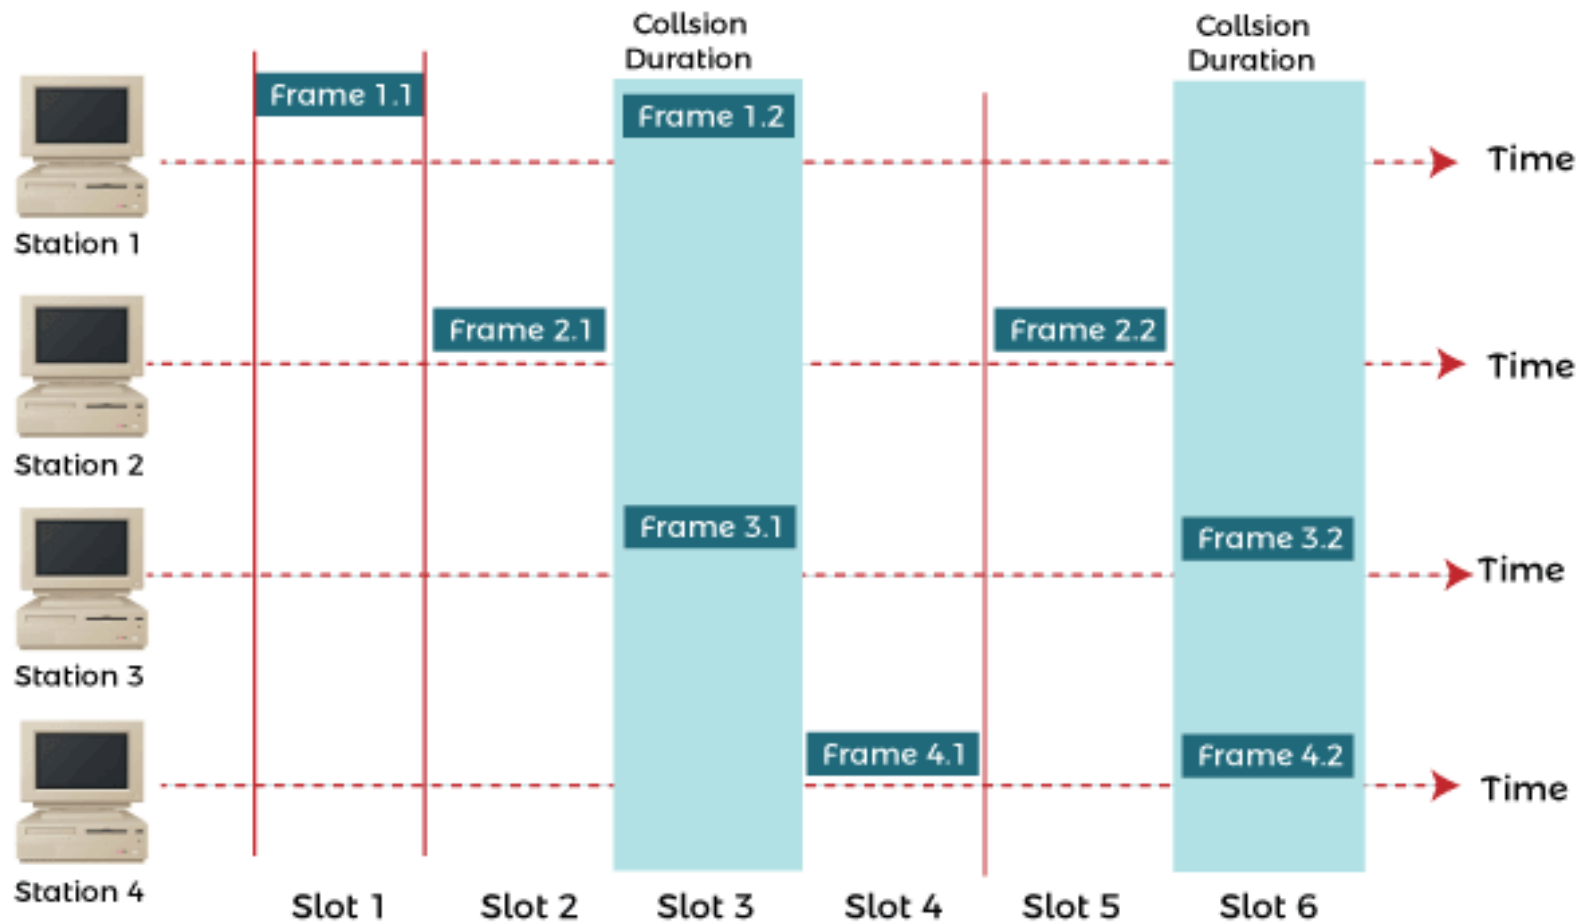 Collsion
Duration
Collsion
Duration
Frame 1.1
Frame 1.2
Time
Station 1
Frame 2.1
Frame 2.2
Time
Station 2
Frame 3.1
Frame 3.2
Time
Station 3
Frame 4.1
Frame 4.2
Time
Station 4
Slot 1
Slot 2
Slot 3
Slot 4
Slot 5
Slot 6